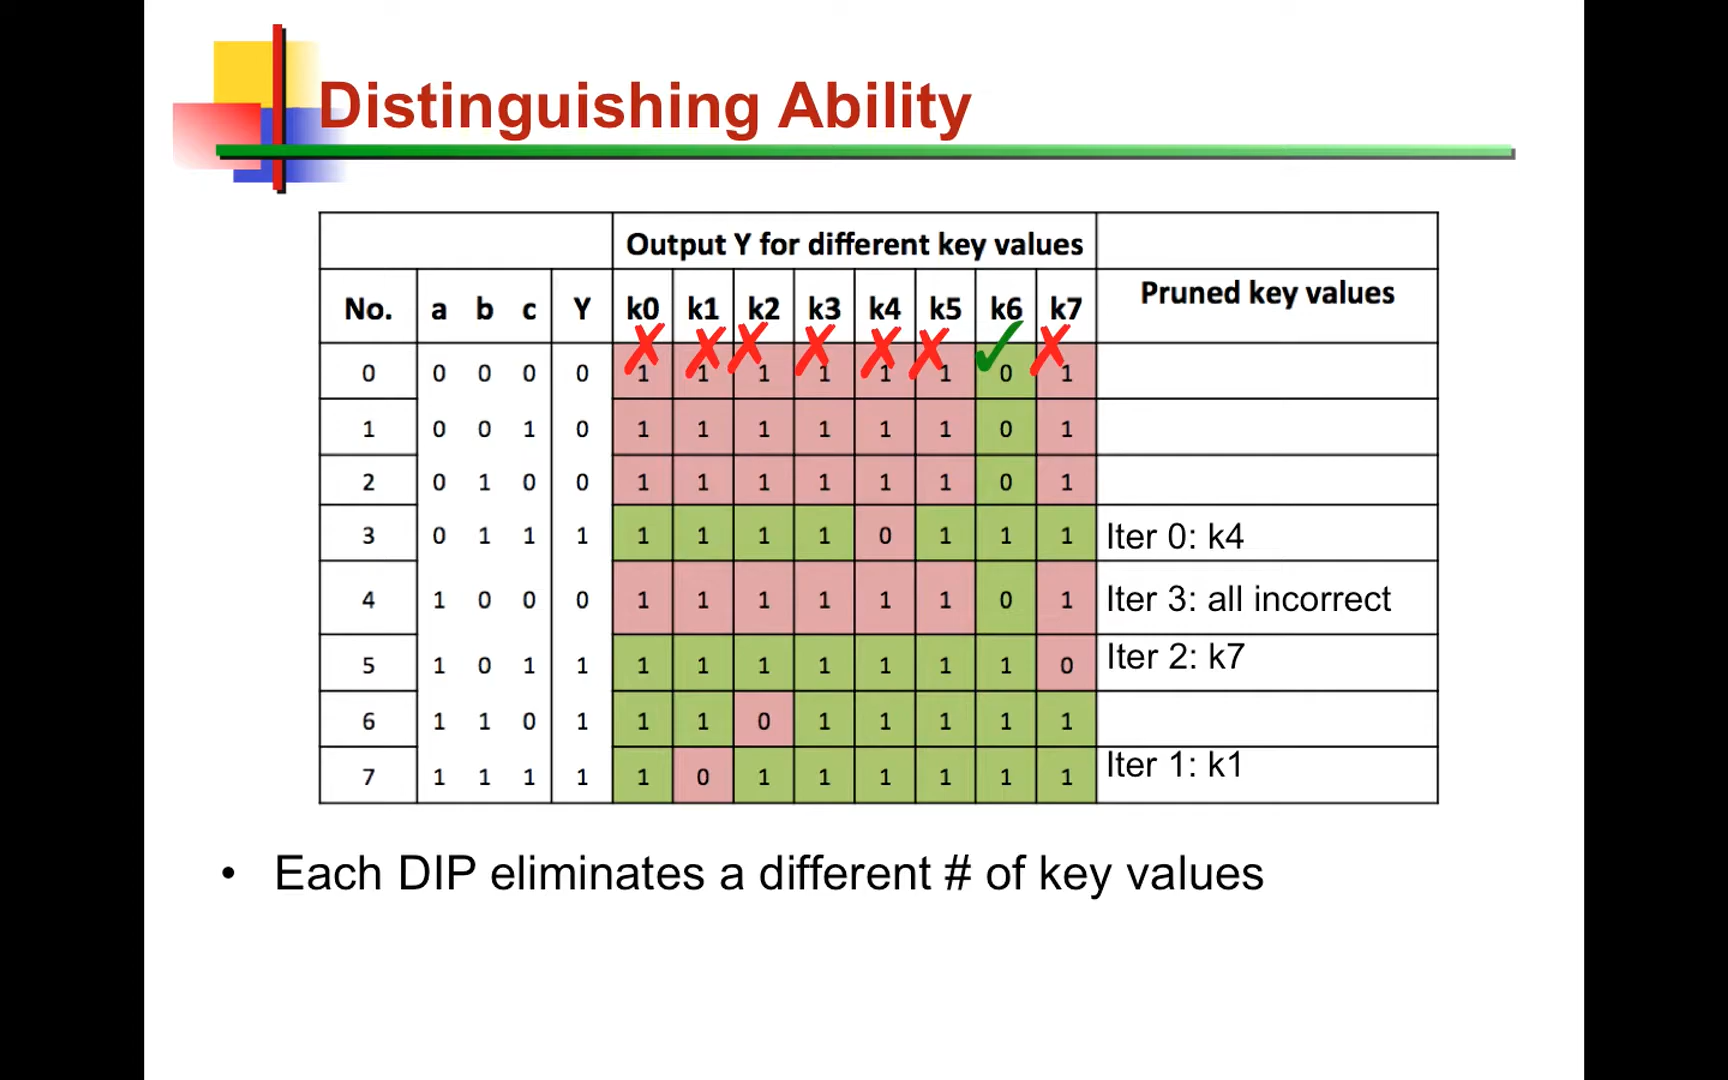 Distinguishing Ability
Output Y for different key values
No. a b c Y k0 k1 k2 k3 k4 k5 k6 k7 Pruned key values
0 0 0 0 0 1 1 1 1 1 1 0 1
1 0 0 1 0 1 1 1 1 1 1 0 1
2 0 1 0 0 1 1 1 1 1 1 0 1
3 0 1 1 1 1 1 1 1 0 1 1 1 Iter 0: k4
4 1 0 0 0 1 1 1 1 1 1 0 1 Iter 3: all incorrect
5 1 0 1 1 1 1 1 1 1 1 1 0 Iter 2: k7
6 1 1 0 1 1 1 0 1 1 1 1 1
7 1 1 1 1 1 0 1 1 1 1 1 1 Iter 1: k1
• Each DIP eliminates a different # of key values